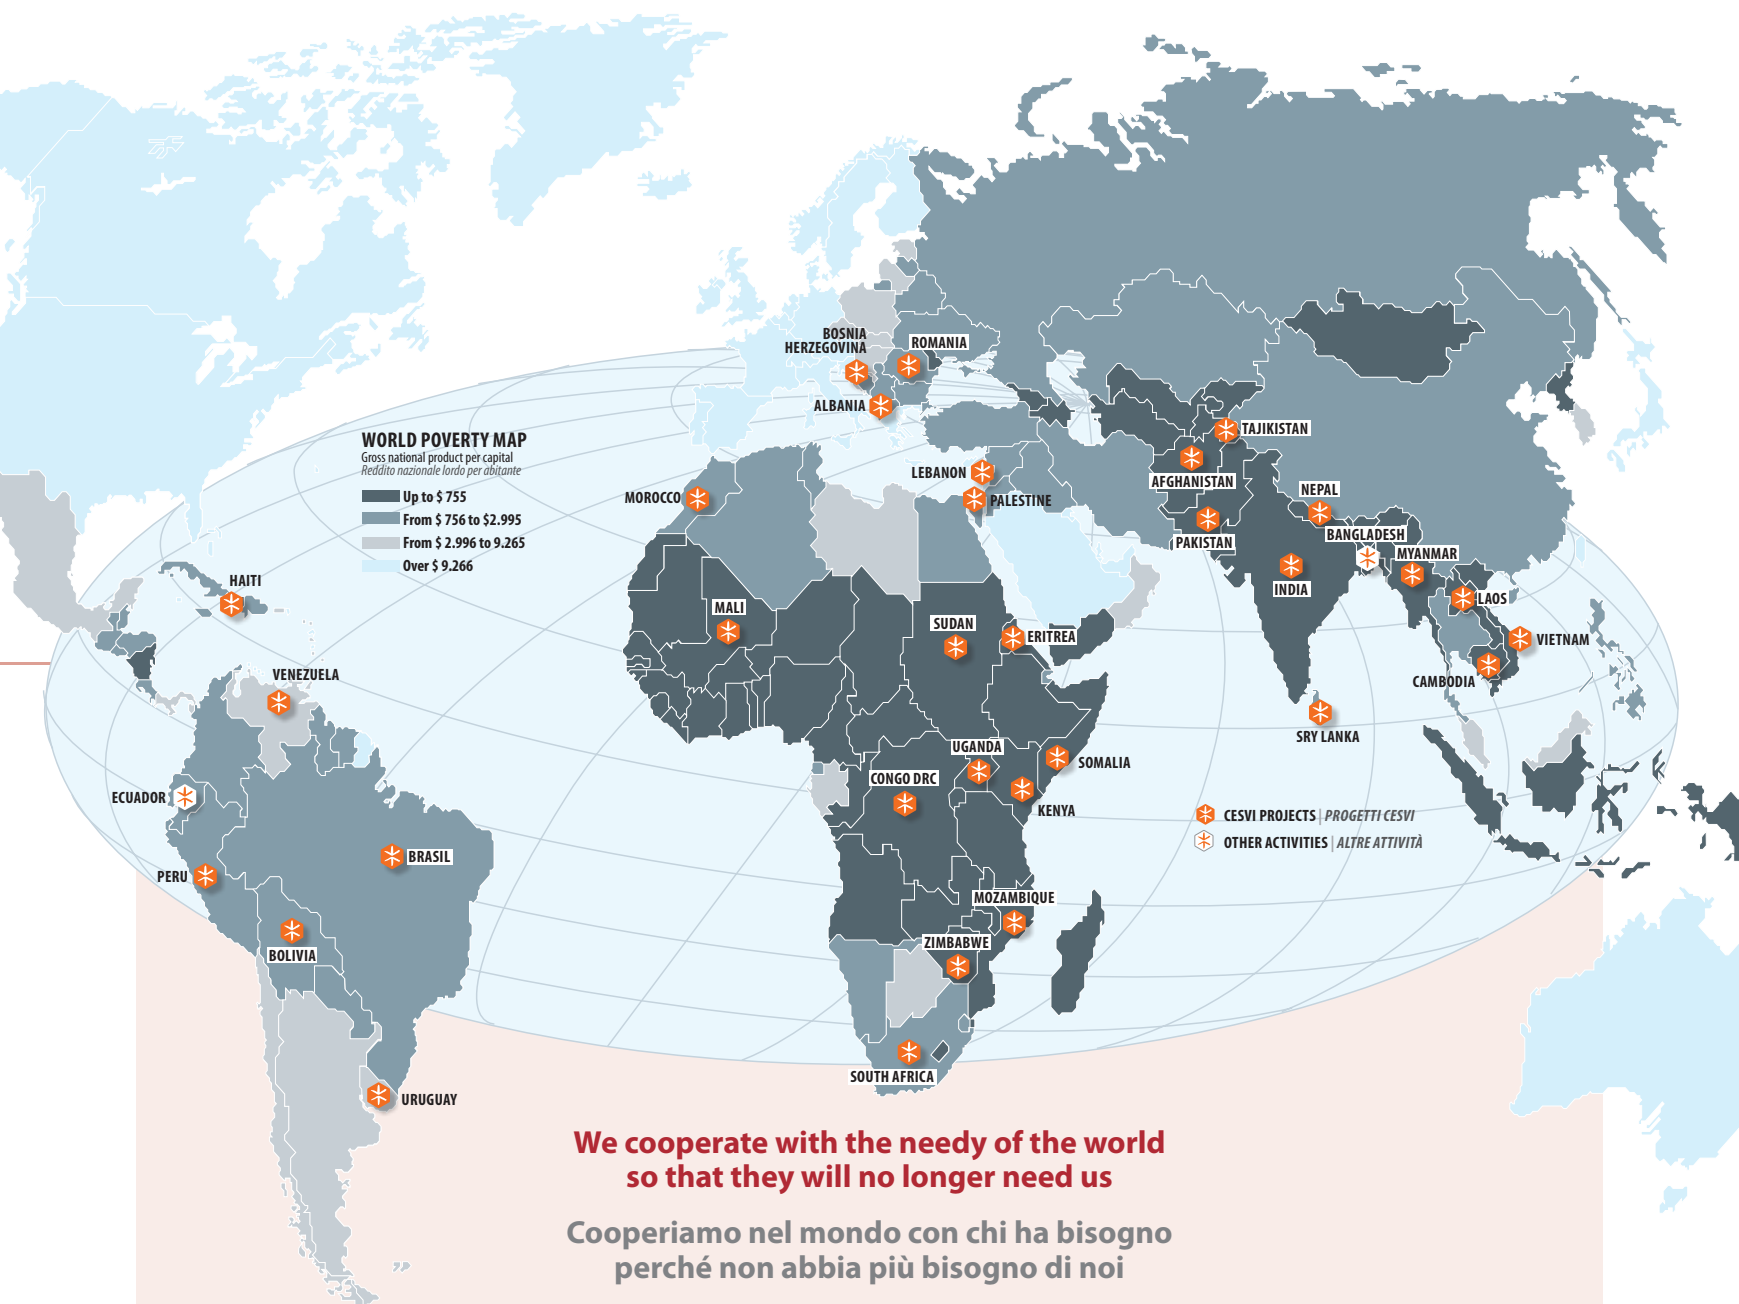 BOSNIA
HERZEGOVINA
ROMANIA
ALBANIA
WORLD POVERTY MAP
Gross national product per capital
Reddito nazionale lordo per abitante
Up to $ 755
From $ 756 to $2.995
From $ 2.996 to 9.265
Over $ 9.266
TAJIKISTAN
LEBANON
AFGHANISTAN
MOROCCO
PALESTINE
NEPAL
PAKISTAN
BANGLADESH
MYANMAR
HAITI
INDIA
LAOS
MALI
SUDAN
ERITREA
VIETNAM
VENEZUELA
CAMBODIA
SRY LANKA
UGANDA
SOMALIA
CONGO DRC
ECUADOR
KENYA
CESVI PROJECTS | PROGETTI CESVI
OTHER ACTIVITIES | ALTRE ATTIVITÀ
BRASIL
PERU
MOZAMBIQUE
ZIMBABWE
BOLIVIA
SOUTH AFRICA
URUGUAY
We cooperate with the needy of the world
so that they will no longer need us
Cooperiamo nel mondo con chi ha bisogno
perché non abbia più bisogno di noi